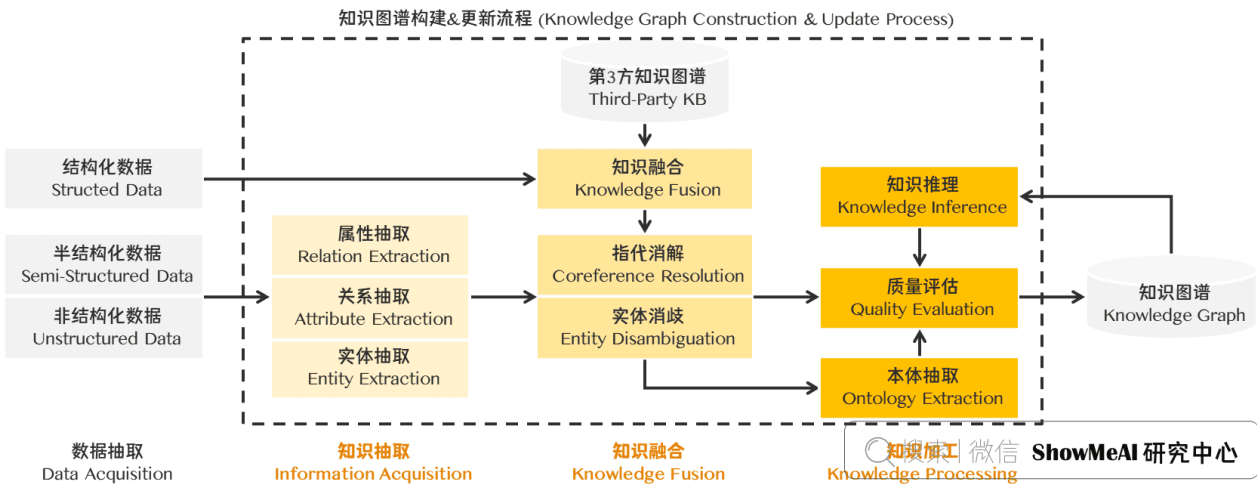 知识图谱构建&更新流程 (Knowledge Graph Construction & Update Process)
第3方知识图谱
Third-Party KB
结构化数据
Structed Data
知识融合
Knowledge Fusion
知识推理
Knowledge Inference
半结构化数据
Semi-Structured Data
非结构化数据
Unstructured Data
属性抽取
Relation Extraction
关系抽取
Attribute Extraction
实体抽取
Entity Extraction
指代消解
Coreference Resolution
实体消歧
Entity Disambiguation
质量评估
Quality Evaluation
本体抽取
Ontology Extraction
知识图谱
Knowledge Graph
数据抽取
Data Acquisition
知识抽取
Information Acquisition
知识融合
Knowledge Fusion
知识加工
Knowledge Processing
搜索 | 微信 ShowMeAI 研究中心